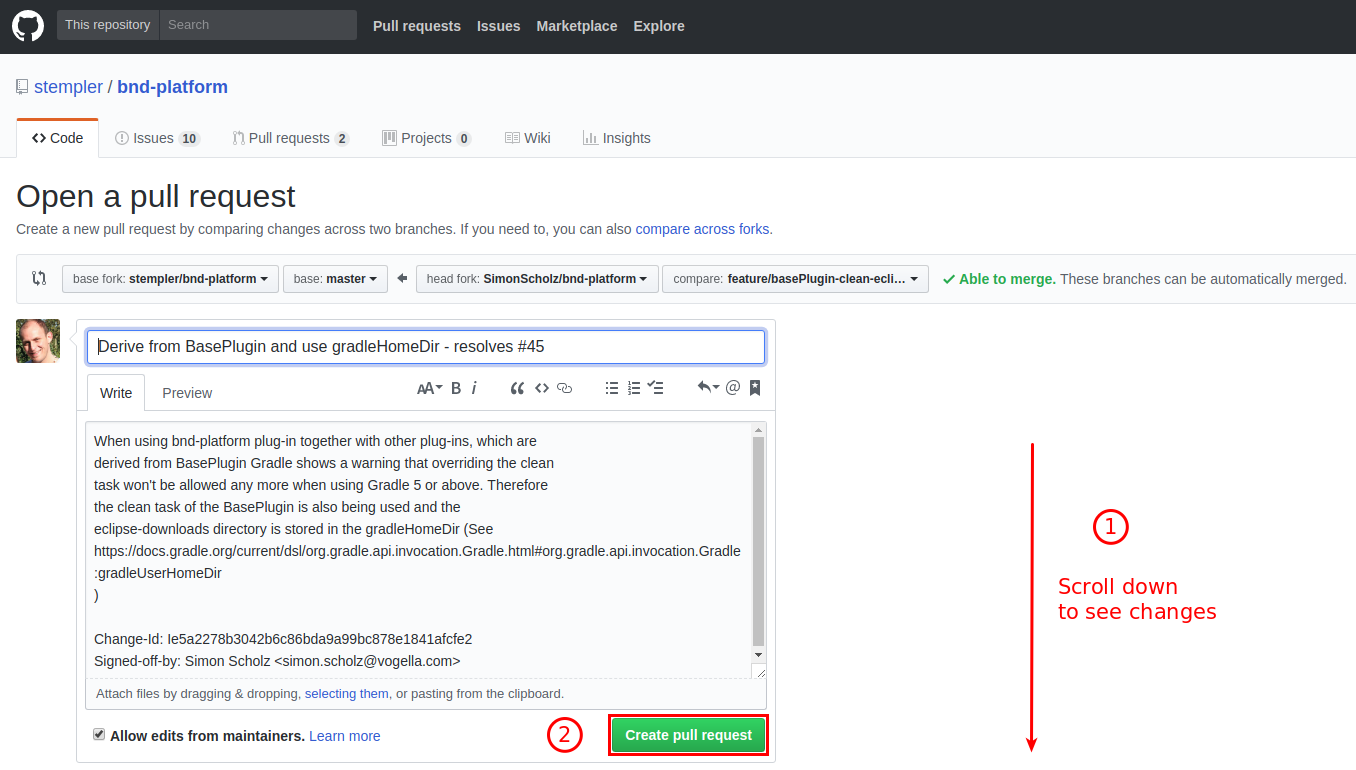 This repository Search Pull requests Issues Marketplace Explore
stempler / bnd-platform
Code Issues 10 Pull requests 2 Projects 0 Wiki Insights
Open a pull request
Create a new pull request by comparing changes across two branches. If you need to, you can also compare across forks.
base fork: stempler/bnd-platform base: master head fork: SimonScholz/bnd-platform compare: feature/basePlugin-clean-ecli… Able to merge. These branches can be automatically merged.
Derive from BasePlugin and use gradleHomeDir - resolves #45
Write Preview AA B i @
When using bnd-platform plug-in together with other plug-ins, which are
derived from BasePlugin Gradle shows a warning that overriding the clean
task won't be allowed any more when using Gradle 5 or above. Therefore
the clean task of the BasePlugin is also being used and the
eclipse-downloads directory is stored in the gradleHomeDir (See
https://docs.gradle.org/current/dsl/org.gradle.api.invocation.Gradle.html#org.gradle.api.invocation.Gradle
:gradleUserHomeDir
)
Change-Id: Ie5a2278b3042b6c86bda9a99bc878e1841afcfe2
Signed-off-by: Simon Scholz <simon.scholz@vogella.com>
Attach files by dragging & dropping, selecting them, or pasting from the clipboard.
Allow edits from maintainers. Learn more
2
Create pull request
1
Scroll down
to see changes